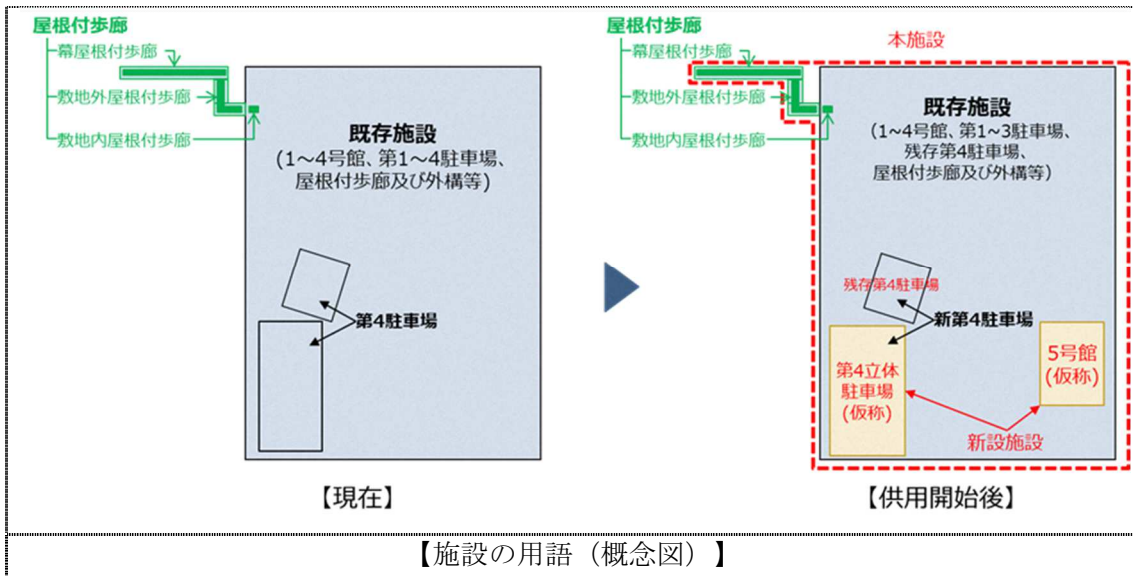 屋根付歩廊
幕屋根付歩廊
敷地外屋根付歩廊
敷地内屋根付歩廊
既存施設
(1～4号館、第1～4駐車場、
屋根付歩廊及び外構等)
第4駐車場
【現在】
屋根付歩廊
幕屋根付歩廊
敷地外屋根付歩廊
敷地内屋根付歩廊
本施設
既存施設
(1～4号館、第1～3駐車場、
残存第4駐車場、
屋根付歩廊及び外構等)
残存第4駐車場
新第4駐車場
第4立体
駐車場
(仮称)
5号館
(仮称)
新設施設
【供用開始後】
【施設の用語（概念図）】